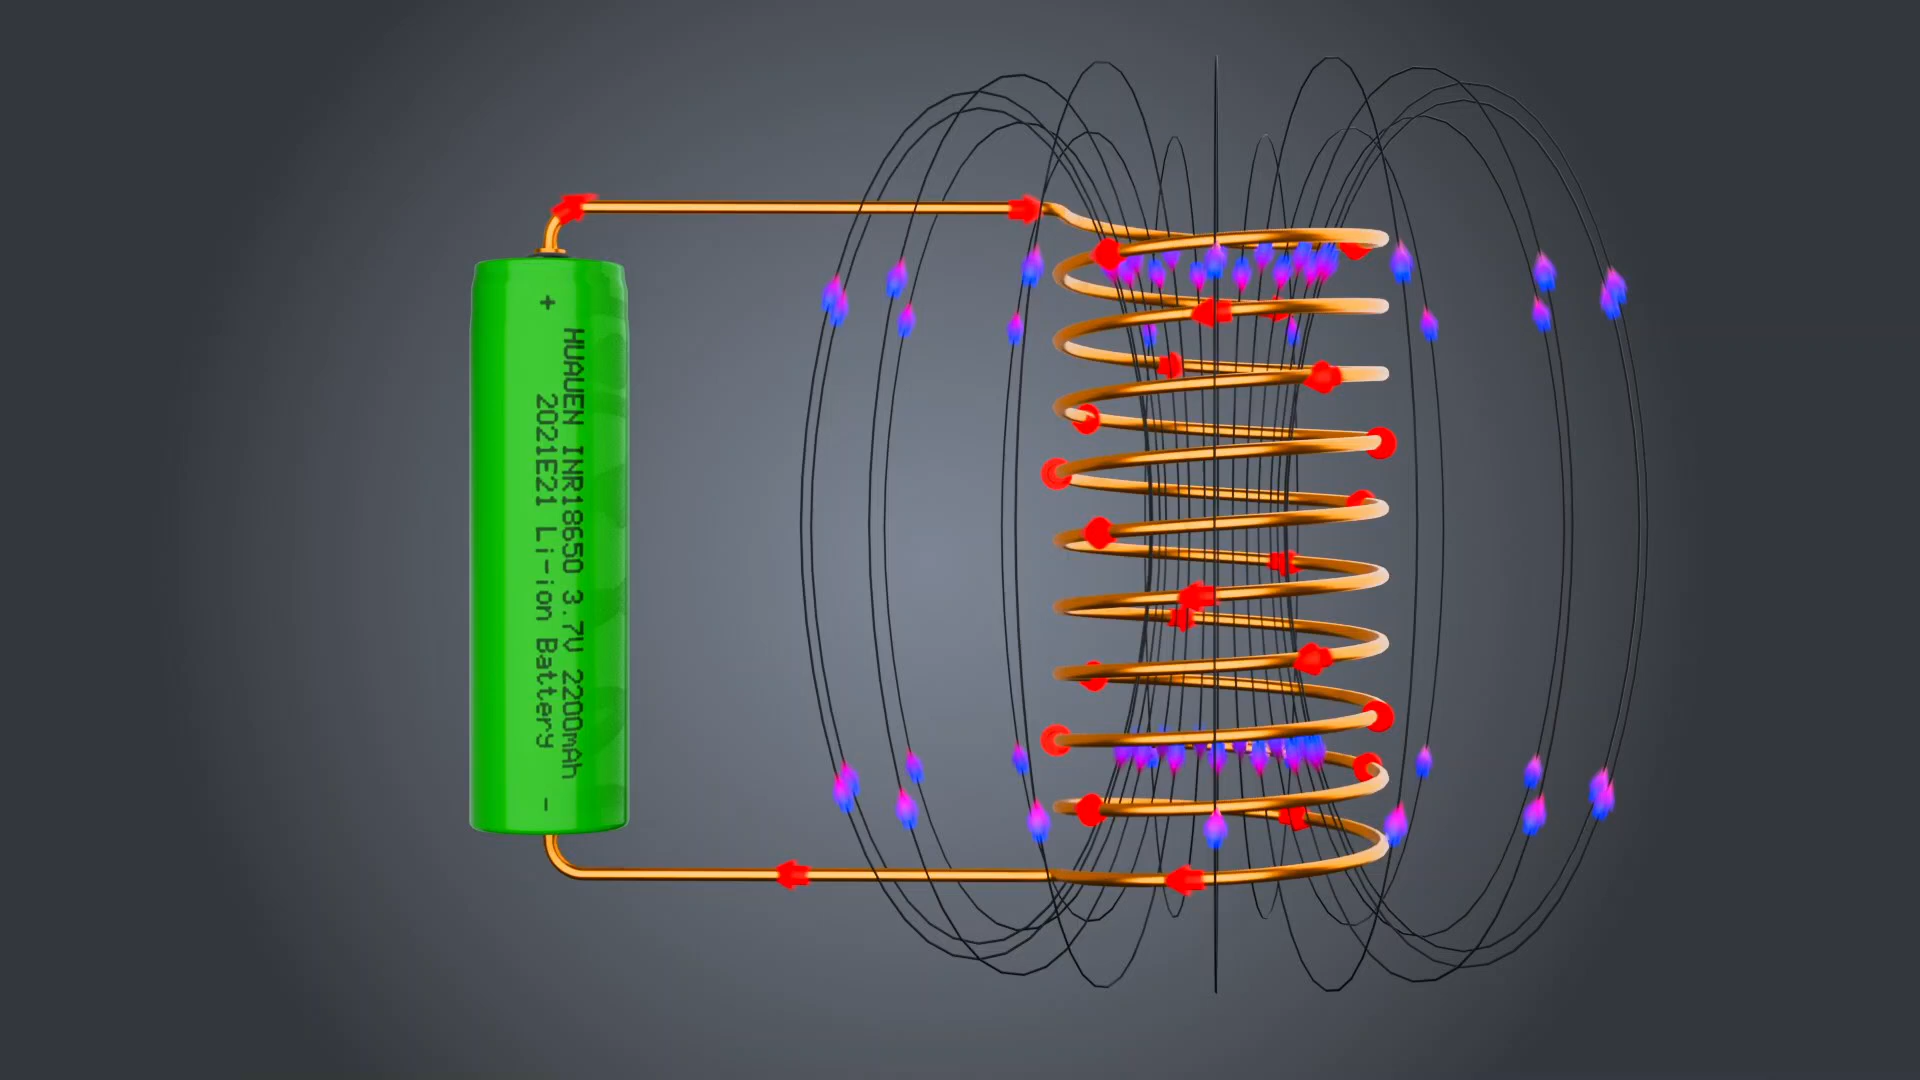 +
HUAUEN INR18650 3.7V 2200mAh
2021E21 Li-ion Battery
-